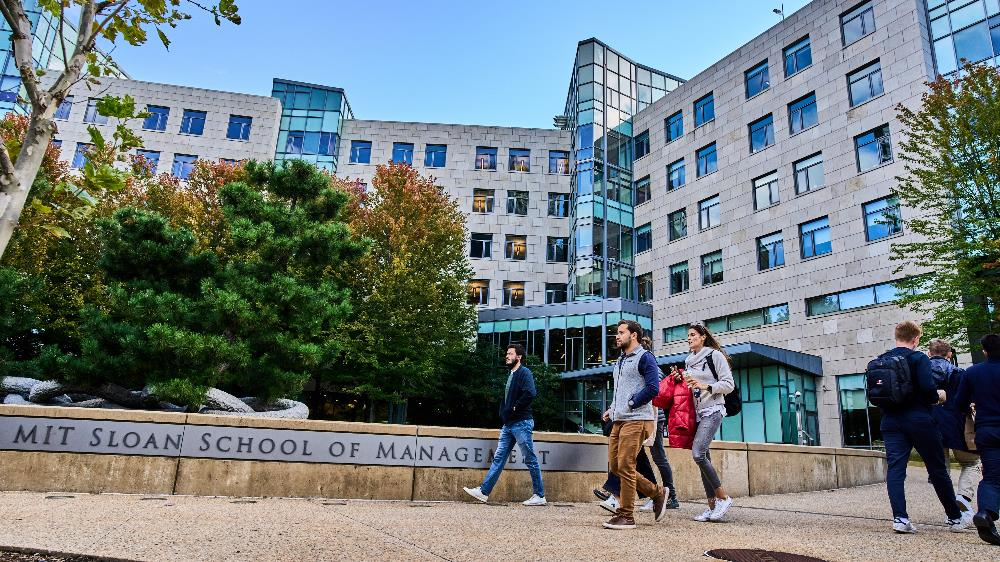 MIT SLOAN SCHOOL OF MANAGEMENT